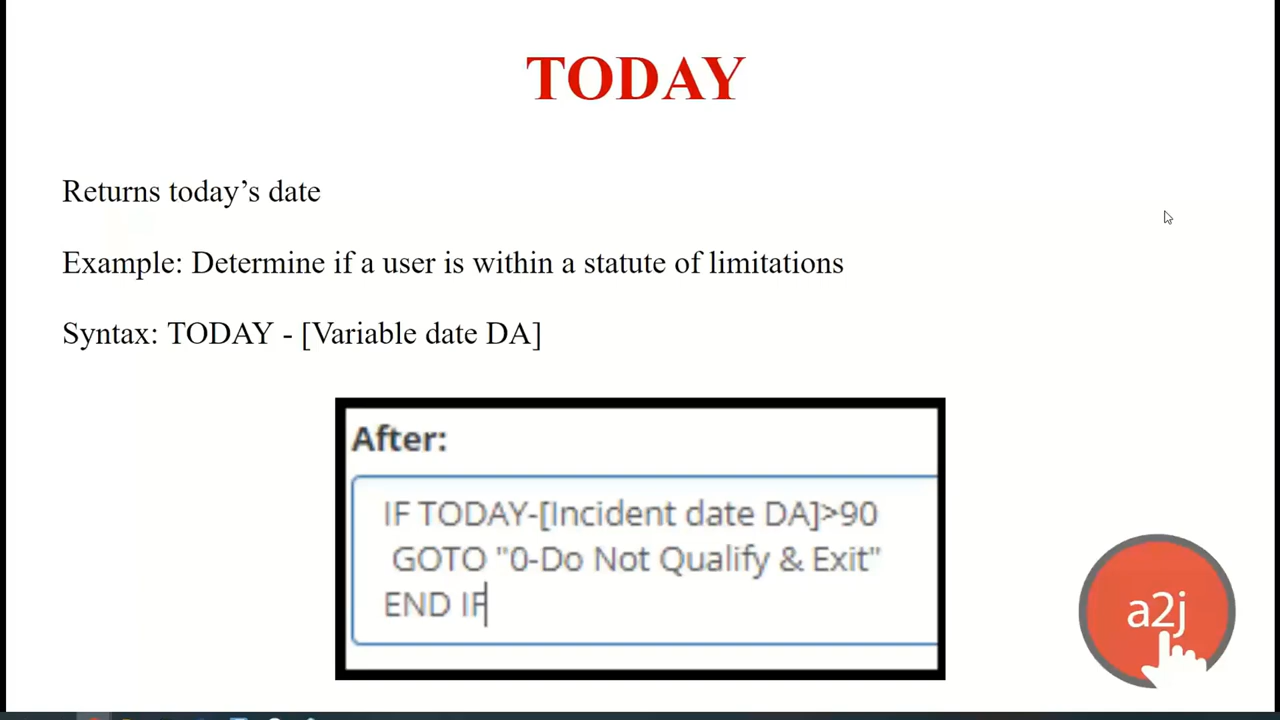 TODAY
Returns today’s date
Example: Determine if a user is within a statute of limitations
Syntax: TODAY - [Variable date DA]
After:
IF TODAY-[Incident date DA]>90
GOTO "0-Do Not Qualify & Exit"
END IF
a2j